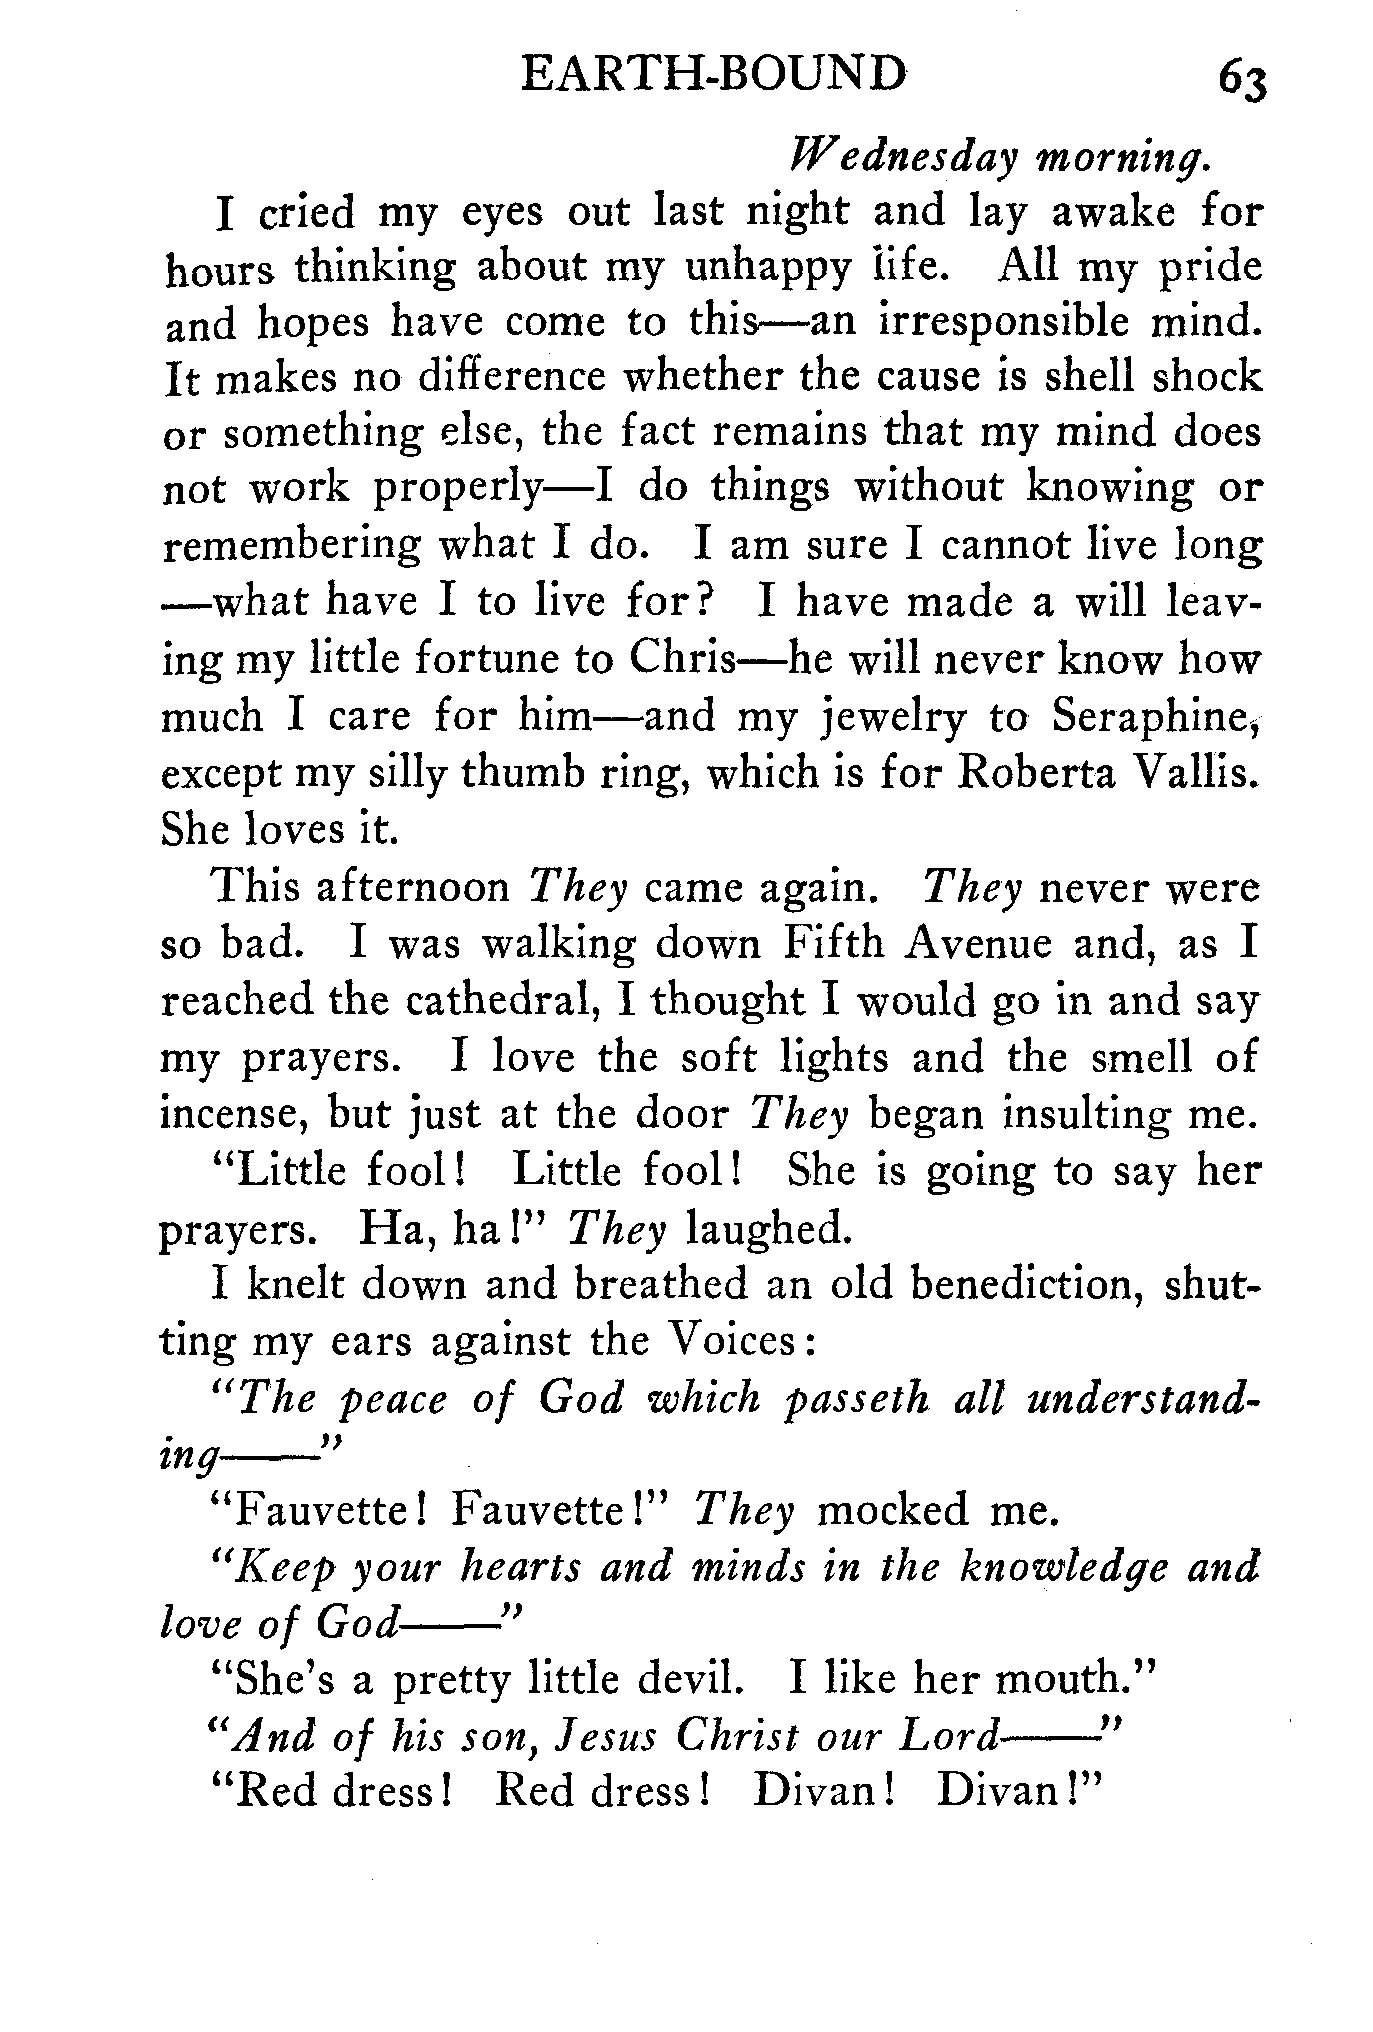 EARTH-BOUND 63
Wednesday morning.
I cried my eyes out last night and lay awake for
hours thinking about my unhappy life. All my pride
and hopes have come to this—an irresponsible mind.
It makes no difference whether the cause is shell shock
or something else, the fact remains that my mind does
not work properly—I do things without knowing or
remembering what I do. I am sure I cannot live long
—what have I to live for? I have made a will leav-
ing my little fortune to Chris—he will never know how
much I care for him—and my jewelry to Seraphine,
except my silly thumb ring, which is for Roberta Vallis.
She loves it.
This afternoon They came again. They never were
so bad. I was walking down Fifth Avenue and, as I
reached the cathedral, I thought I would go in and say
my prayers. I love the soft lights and the smell of
incense, but just at the door They began insulting me.
"Little fool! Little fool! She is going to say her
prayers. Ha, ha!" They laughed.
I knelt down and breathed an old benediction, shut-
ting my ears against the Voices:
"The peace of God which passeth all understand-
ing——"
"Fauvette! Fauvette!" They mocked me.
"Keep your hearts and minds in the knowledge and
love of God——"
"She's a pretty little devil. I like her mouth."
"And of his son, Jesus Christ our Lord——"
"Red dress! Red dress! Divan! Divan!"